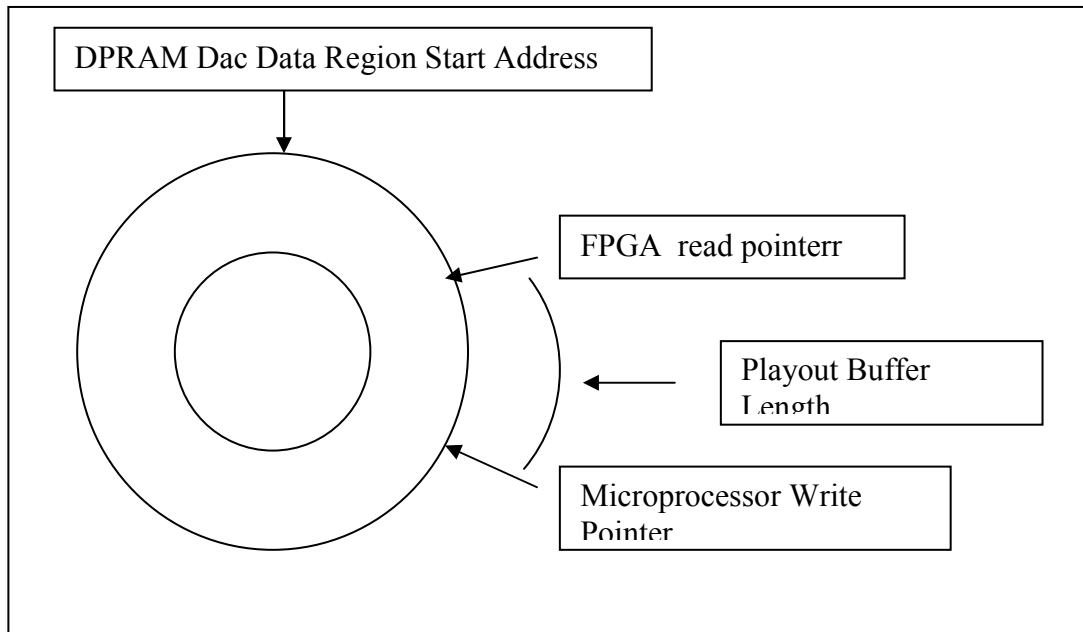 DPRAM Dac Data Region Start Address
FPGA  read pointerr
Playout Buffer
Length
Microprocessor Write
Pointer